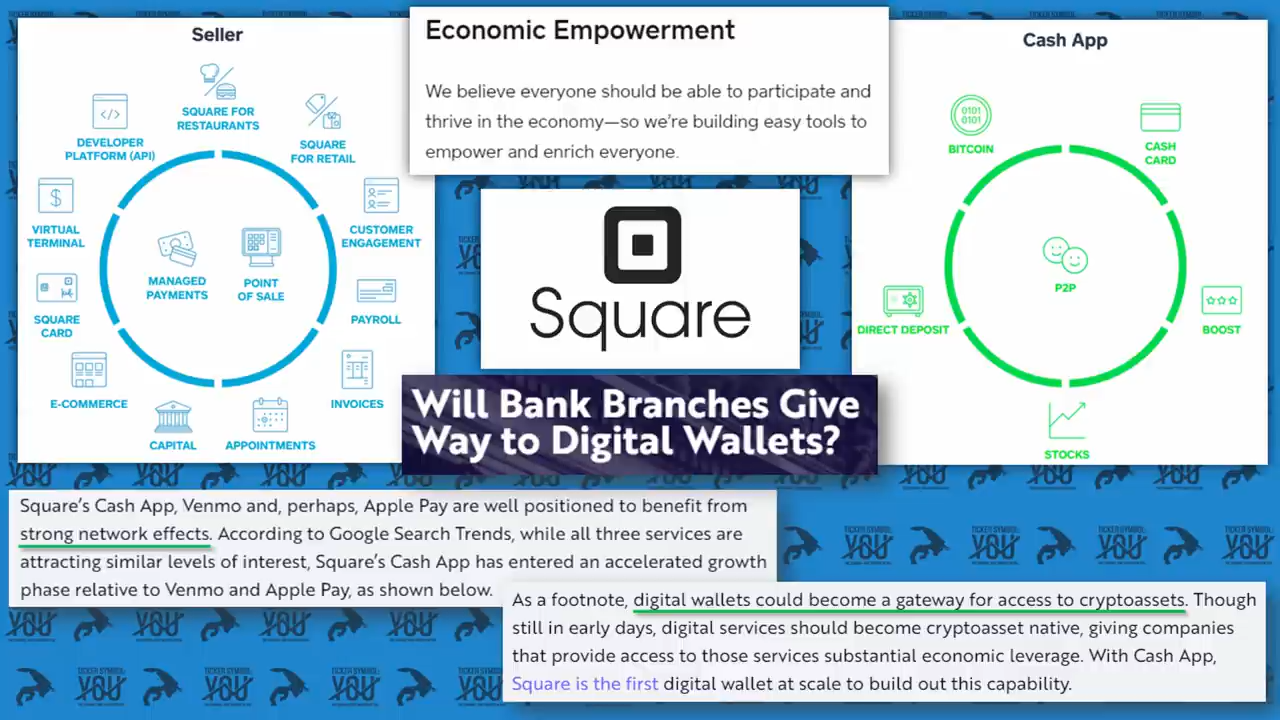 Seller
SQUARE FOR
RESTAURANTS
DEVELOPER
PLATFORM (API)
SQUARE
FOR RETAIL
VIRTUAL
TERMINAL
CUSTOMER
ENGAGEMENT
MANAGED
PAYMENTS
POINT
OF SALE
SQUARE
CARD
PAYROLL
E-COMMERCE
INVOICES
CAPITAL
APPOINTMENTS
Economic Empowerment
We believe everyone should be able to participate and
thrive in the economy—so we're building easy tools to
empower and enrich everyone.
Square
Will Bank Branches Give
Way to Digital Wallets?
Cash App
0101
0101
BITCOIN
CASH
CARD
P2P
DIRECT DEPOSIT
BOOST
STOCKS
Square's Cash App, Venmo and, perhaps, Apple Pay are well positioned to benefit from
strong network effects. According to Google Search Trends, while all three services are
attracting similar levels of interest, Square's Cash App has entered an accelerated growth
phase relative to Venmo and Apple Pay, as shown below.
As a footnote, digital wallets could become a gateway for access to cryptoassets. Though
still in early days, digital services should become cryptoasset native, giving companies
that provide access to those services substantial economic leverage. With Cash App,
Square is the first digital wallet at scale to build out this capability.
TICKER SYMBOL:
YOU